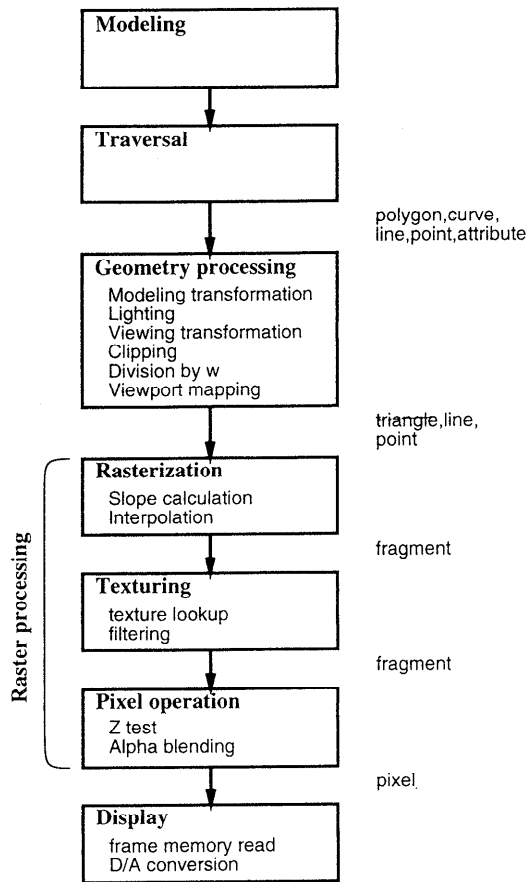 Modeling
Traversal
polygon,curve,
line,point,attribute
Geometry processing
Modeling transformation
Lighting
Viewing transformation
Clipping
Division by w
Viewport mapping
triangle,line,
point
Raster processing
Rasterization
Slope calculation
Interpolation
fragment
Texturing
texture lookup
filtering
fragment
Pixel operation
Z test
Alpha blending
pixel
Display
frame memory read
D/A conversion